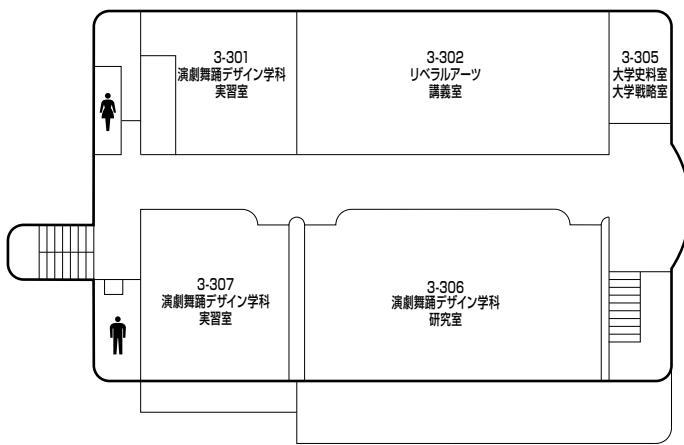 3-301
演劇舞踊デザイン学科
実習室
3-302
リベラルアーツ
講義室
3-305
大学史料室
大学戦略室
3-307
演劇舞踊デザイン学科
実習室
3-306
演劇舞踊デザイン学科
研究室